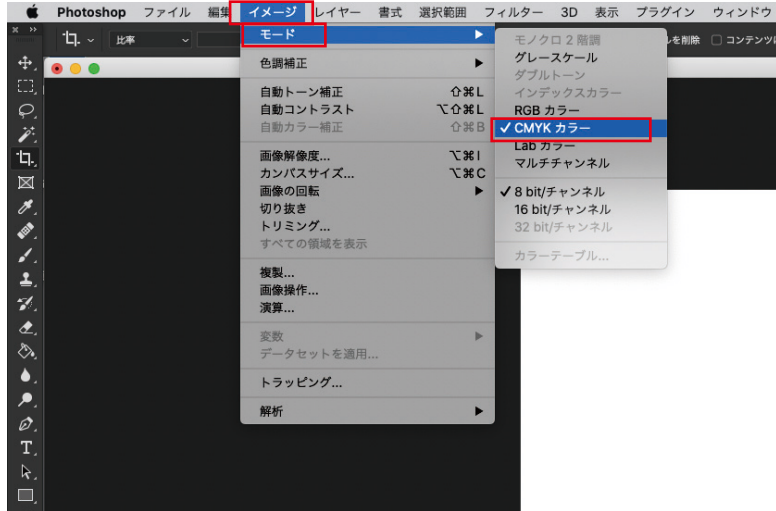 Photoshop ファイル 編集 イメージ レイヤー 書式 選択範囲 フィルター 3D 表示 プラグイン ウィンドウ
比率
を削除 コンテンツに
モード
色調補正
自動トーン補正 ⇧⌘L
自動コントラスト ⌥⇧⌘L
自動カラー補正 ⇧⌘B
画像解像度... ⌥⌘I
カンバスサイズ... ⌥⌘C
画像の回転
切り抜き
トリミング...
すべての領域を表示
複製...
画像操作...
演算...
変数
データセットを適用...
トラッピング...
解析
モノクロ 2 階調
グレースケール
ダブルトーン
インデックスカラー
RGB カラー
✓ CMYK カラー
Lab カラー
マルチチャンネル
✓ 8 bit/チャンネル
16 bit/チャンネル
32 bit/チャンネル
カラーテーブル...